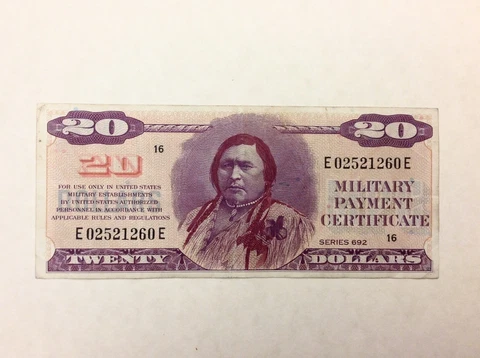 20
20
16
20
FOR USE ONLY IN UNITED STATES
MILITARY ESTABLISHMENTS
BY UNITED STATES AUTHORIZED
PERSONNEL IN ACCORDANCE WITH
APPLICABLE RULES AND REGULATIONS
E02521260E
E02521260E
MILITARY
PAYMENT
CERTIFICATE
SERIES 692
16
TWENTY
DOLLARS